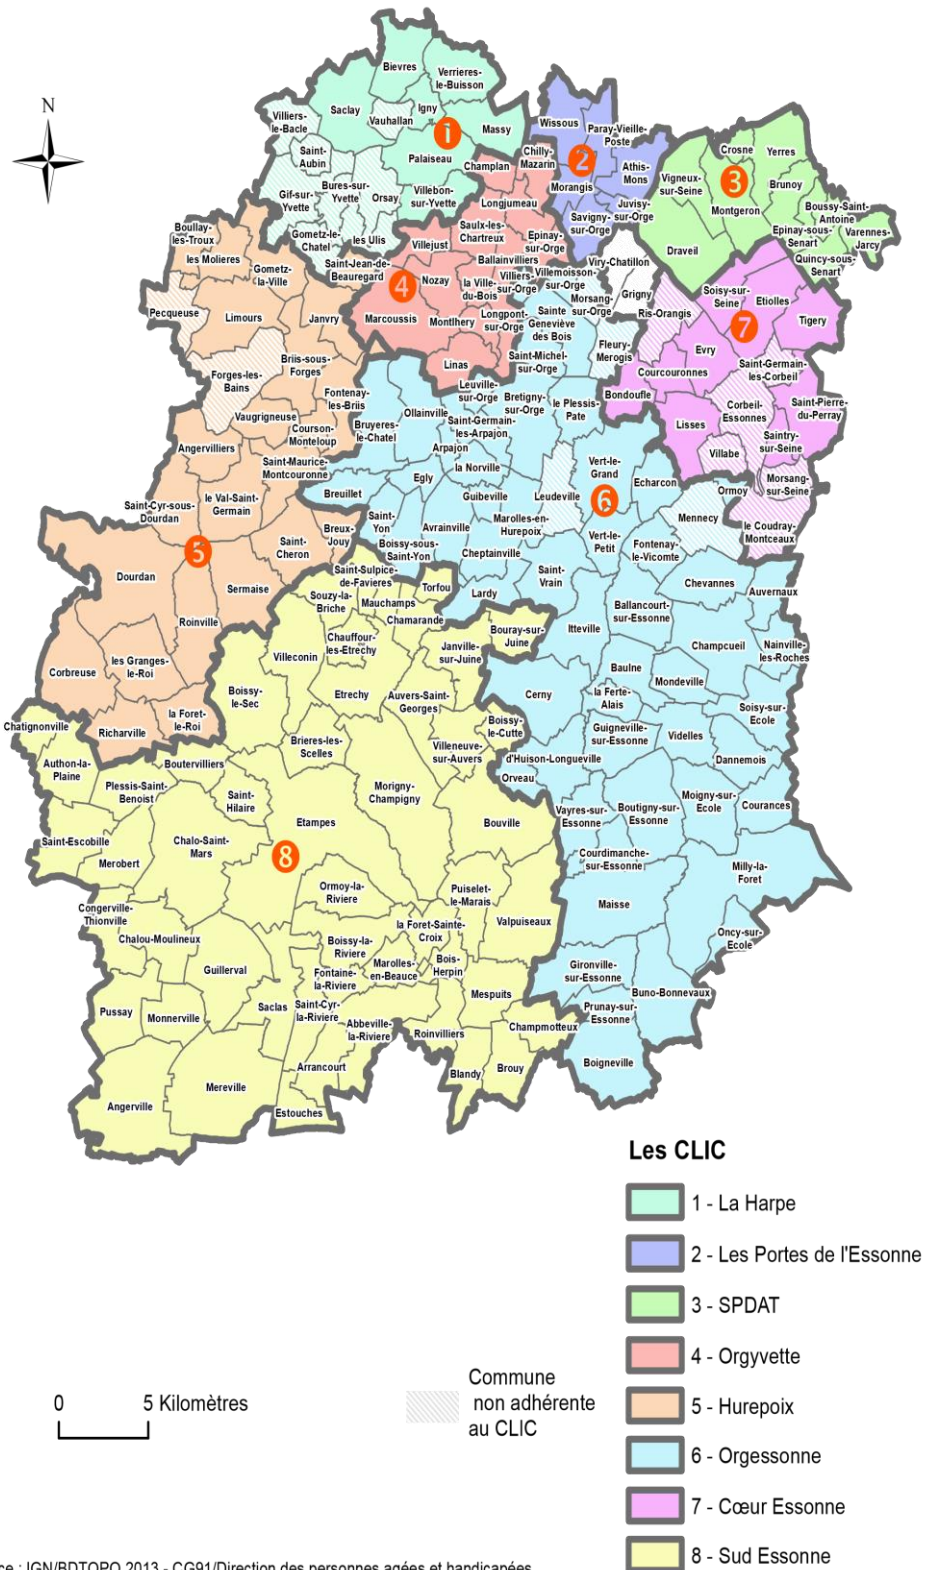 N
Bievres
Verrieres-
le-Buisson
Saclay
Igny
Vauhallan
Villiers-
le-Bacle
Massy
Wissous
Paray-Vieille-
Poste
Saint-
Aubin
Palaiseau
Champlan
Chilly-
Mazarin
Athis-
Mons
Crosne
Yerres
Vigneux-
sur-Seine
Brunoy
Gif-sur-
Yvette
Bures-sur-
Yvette
Orsay
Villebon-
sur-Yvette
Longjumeau
Morangis
Juvisy-
sur-Orge
Montgeron
Boussy-Saint-
Antoine
Savigny-
sur-Orge
Epinay-sous-
Senart
Varennes-
Jarcy
Quincy-sous-
Senart
Draveil
Boullay-
les-Troux
Gometz-le-
Chatel
les Ulis
Villejust
Saulx-les-
Chartreux
Epinay-
sur-Orge
Ballainvilliers
Viry-Chatillon
les Molieres
Gometz-
la-Ville
Saint-Jean-de-
Beauregard
Nozay
la Ville-
du-Bois
Villiers-
sur-Orge
Villemoisson-
sur-Orge
Morsang-
sur-Orge
Grigny
Ris-Orangis
Soisy-sur-
Seine
Etiolles
Tigery
Pecqueuse
Limours
Janvry
Marcoussis
Montlhery
Longpont-
sur-Orge
Sainte
Geneviève
des Bois
Fleury-
Merogis
Evry
Courcouronnes
Saint-Germain-
les-Corbeil
Linas
Saint-Michel-
sur-Orge
Bondoufle
Forges-les-
Bains
Briis-sous-
Forges
Fontenay-
les-Briis
Leuville-
sur-Orge
Bretigny-
sur-Orge
le Plessis-
Pate
Lisses
Corbeil-
Essonnes
Saint-Pierre-
du-Perray
Vaugrigneuse
Courson-
Monteloup
Bruyeres-
le-Chatel
Ollainville
Saint-Germain-
les-Arpajon
Arpajon
Saintry-
sur-Seine
Villabe
Angervilliers
Saint-Maurice-
Montcouronne
la Norville
Egly
Vert-le-
Grand
Echarcon
Ormoy
Morsang-
sur-Seine
Saint-Cyr-sous-
Dourdan
le Val-Saint-
Germain
Breuillet
Guibeville
Leudeville
Mennecy
le Coudray-
Montceaux
Saint-
Yon
Avrainville
Marolles-en-
Hurepoix
Vert-le-
Petit
Fontenay-
le-Vicomte
Breux-
Jouy
Boissy-sous-
Saint-Yon
Cheptainville
Saint-
Cheron
Dourdan
Sermaise
Saint-Sulpice-
de-Favieres
Torfou
Saint-
Vrain
Chevannes
Auvernaux
Souzy-la-
Briche
Mauchamps
Lardy
Roinville
Chamarande
Itteville
Ballancourt-
sur-Essonne
Chauffour-
les-Etrechy
Bouray-sur-
Juine
Janville-
sur-Juine
Champcueil
Nainville-
les-Roches
Corbreuse
les Granges-
le-Roi
Villeconin
Baulne
Mondeville
Boissy-
le-Sec
Etrechy
Auvers-Saint-
Georges
Cerny
la Ferte-
Alais
Soisy-sur-
Ecole
Richarville
la Foret-
le-Roi
Boissy-
le-Cutte
Guigneville-
sur-Essonne
Videlles
Chatignonville
Brieres-les-
Scelles
Villeneuve-
sur-Auvers
d'Huison-Longueville
Dannemois
Authon-la-
Plaine
Boutervilliers
Orveau
Plessis-Saint-
Benoist
Saint-
Hilaire
Morigny-
Champigny
Vayres-sur-
Essonne
Boutigny-sur-
Essonne
Moigny-sur-
Ecole
Courances
Saint-Escobille
Merobert
Chalo-Saint-
Mars
Etampes
Bouville
Courdimanche-
sur-Essonne
Milly-la-
Foret
Ormoy-la-
Riviere
Puiselet-
le-Marais
Maisse
Congerville-
Thionville
Valpuiseaux
Chalou-Moulineux
la Foret-Sainte-
Croix
Oncy-sur-
Ecole
Boissy-la-
Riviere
Guillerval
Fontaine-
la-Riviere
Marolles-
en-Beauce
Bois-
Herpin
Gironville-
sur-Essonne
Mespuits
Buno-Bonnevaux
Pussay
Monnerville
Saclas
Saint-Cyr-
la-Riviere
Prunay-sur-
Essonne
Abbeville-
la-Riviere
Roinvilliers
Champmotteux
Boigneville
Arrancourt
Blandy
Brouy
Angerville
Mereville
Estouches
1
2
3
4
5
6
7
8
Les CLIC
1 - La Harpe
2 - Les Portes de l'Essonne
3 - SPDAT
4 - Orgyvette
5 - Hurepoix
6 - Orgessonne
7 - Cœur Essonne
8 - Sud Essonne
0 5 Kilomètres
Commune
non adhérente
au CLIC
ce : IGN/BDTOPO 2013 - CG91/Direction des personnes agées et handicapées